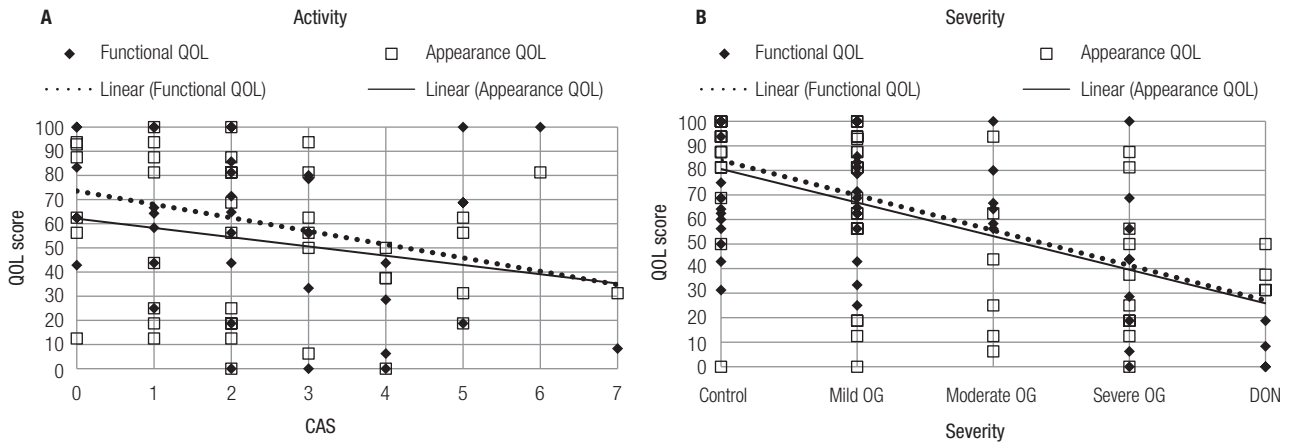 A
Activity
Functional QOL
Appearance QOL
Linear (Functional QOL)
Linear (Appearance QOL)
QOL score
100
90
80
70
60
50
40
30
20
10
0
0 1 2 3 4 5 6 7
CAS
B
Severity
Functional QOL
Appearance QOL
Linear (Functional QOL)
Linear (Appearance QOL)
QOL score
100
90
80
70
60
50
40
30
20
10
0
Control Mild OG Moderate OG Severe OG DON
Severity